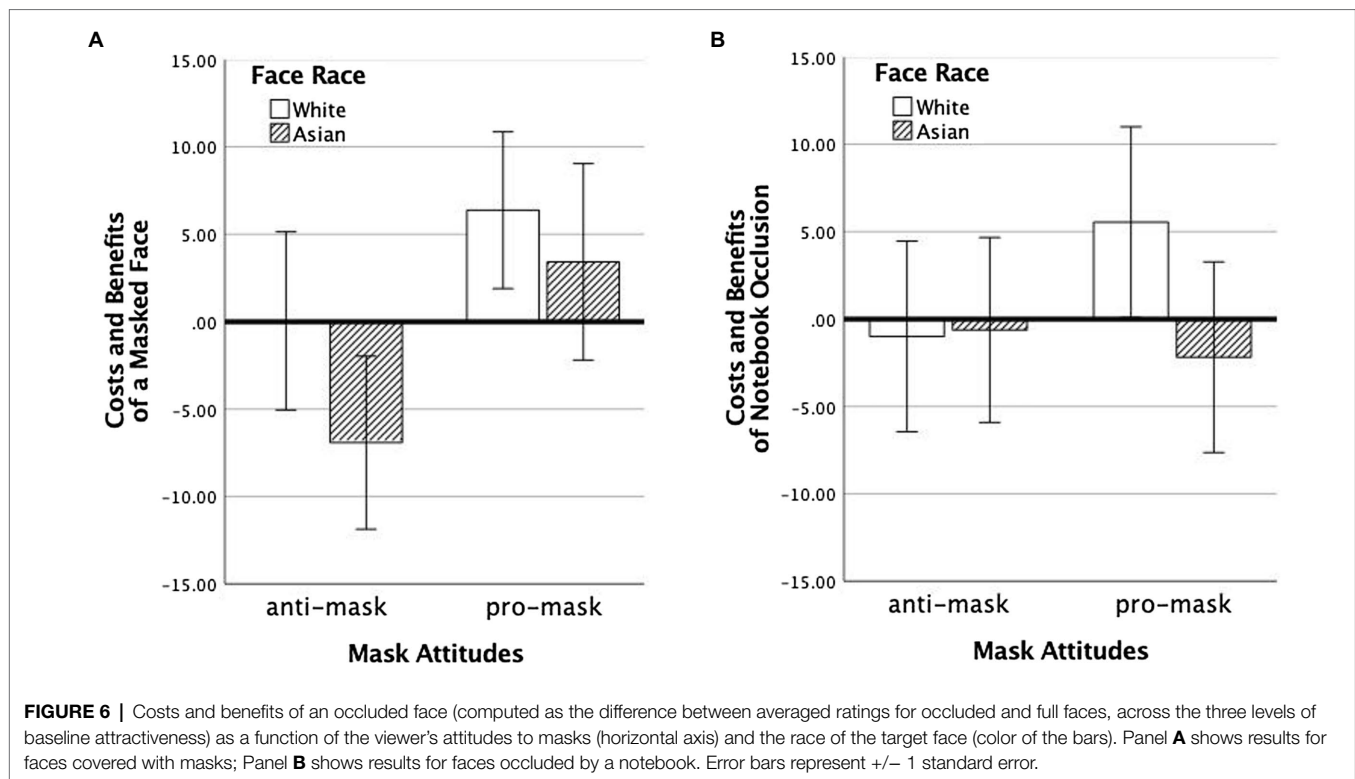 A
Face Race
White
Asian
15.00
10.00
5.00
.00
-5.00
-10.00
-15.00
Costs and Benefits
of a Masked Face
anti-mask pro-mask
Mask Attitudes
B
Face Race
White
Asian
15.00
10.00
5.00
.00
-5.00
-10.00
-15.00
Costs and Benefits
of Notebook Occlusion
anti-mask pro-mask
Mask Attitudes
FIGURE 6 | Costs and benefits of an occluded face (computed as the difference between averaged ratings for occluded and full faces, across the three levels of
baseline attractiveness) as a function of the viewer's attitudes to masks (horizontal axis) and the race of the target face (color of the bars). Panel A shows results for
faces covered with masks; Panel B shows results for faces occluded by a notebook. Error bars represent +/− 1 standard error.